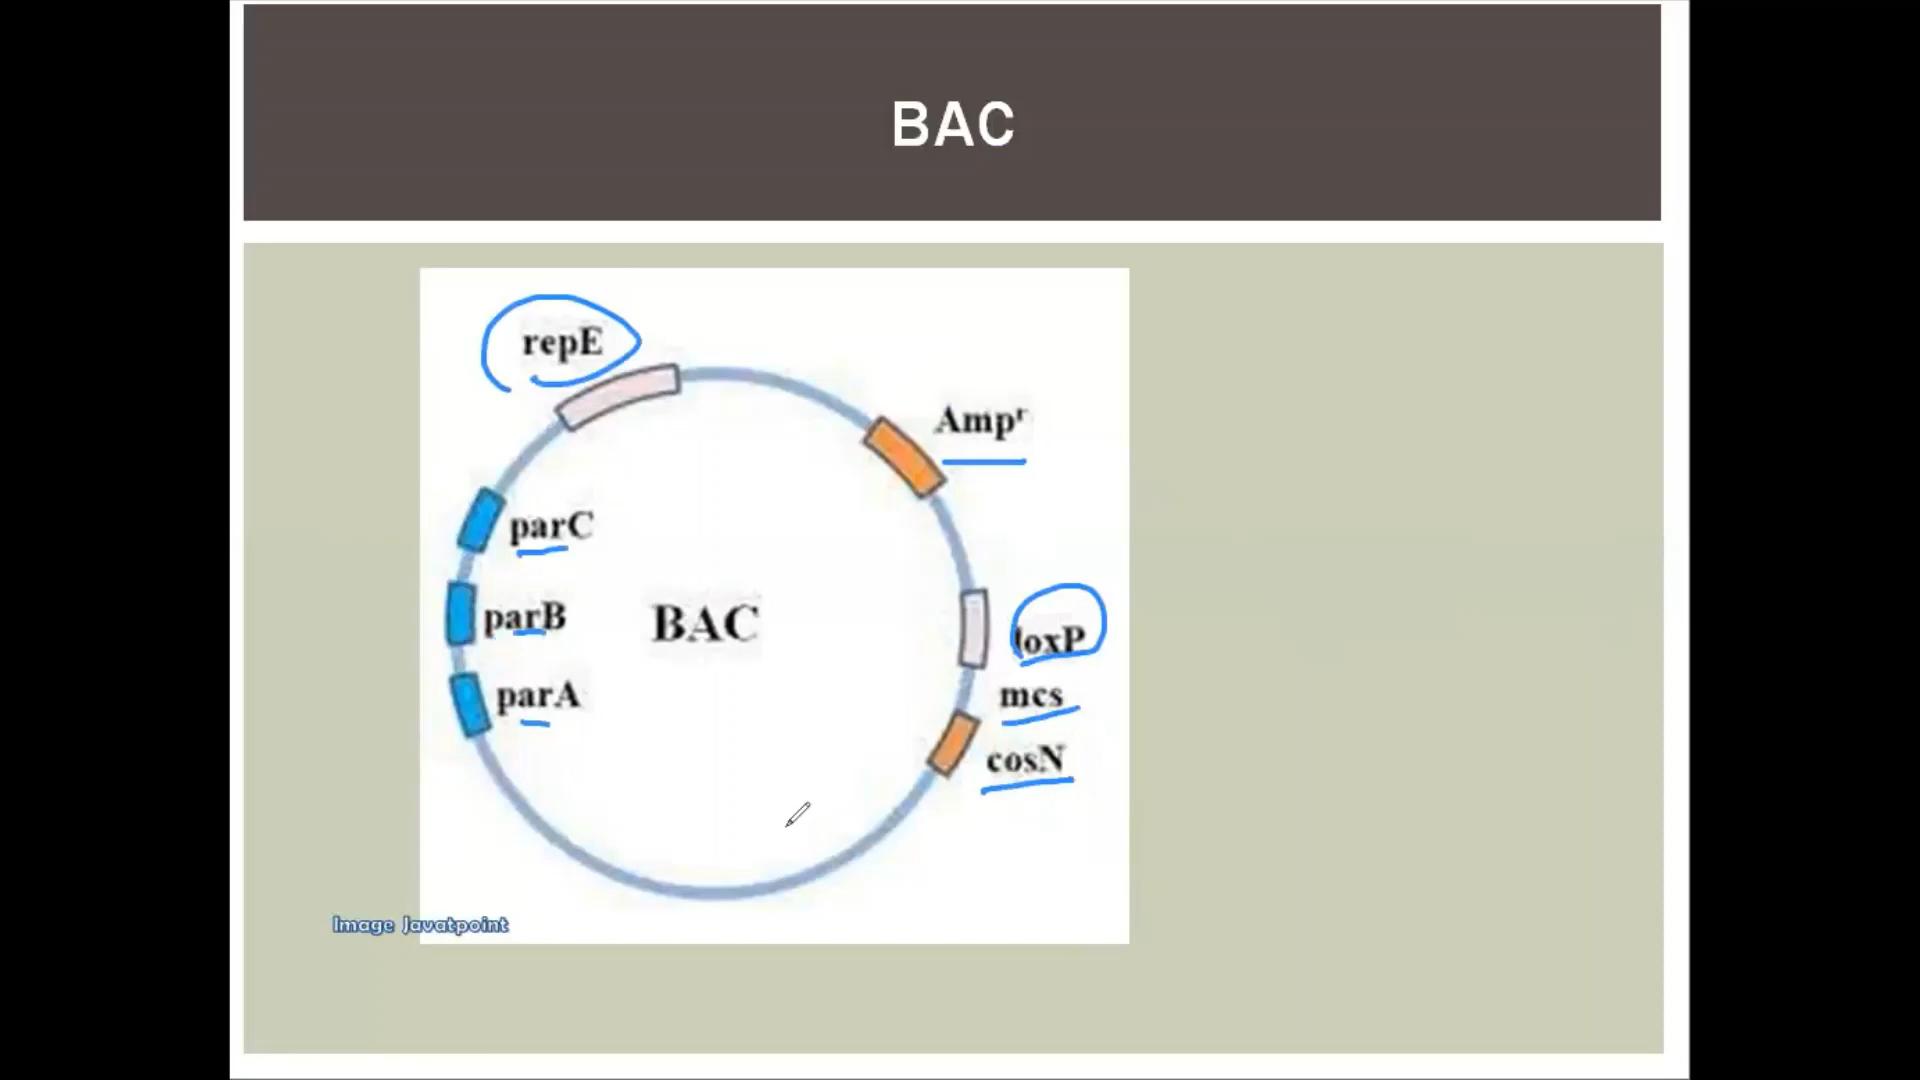 BAC
repE
Ampʳ
parC
parB
BAC
loxP
parA
mcs
cosN
Image Javatpoint